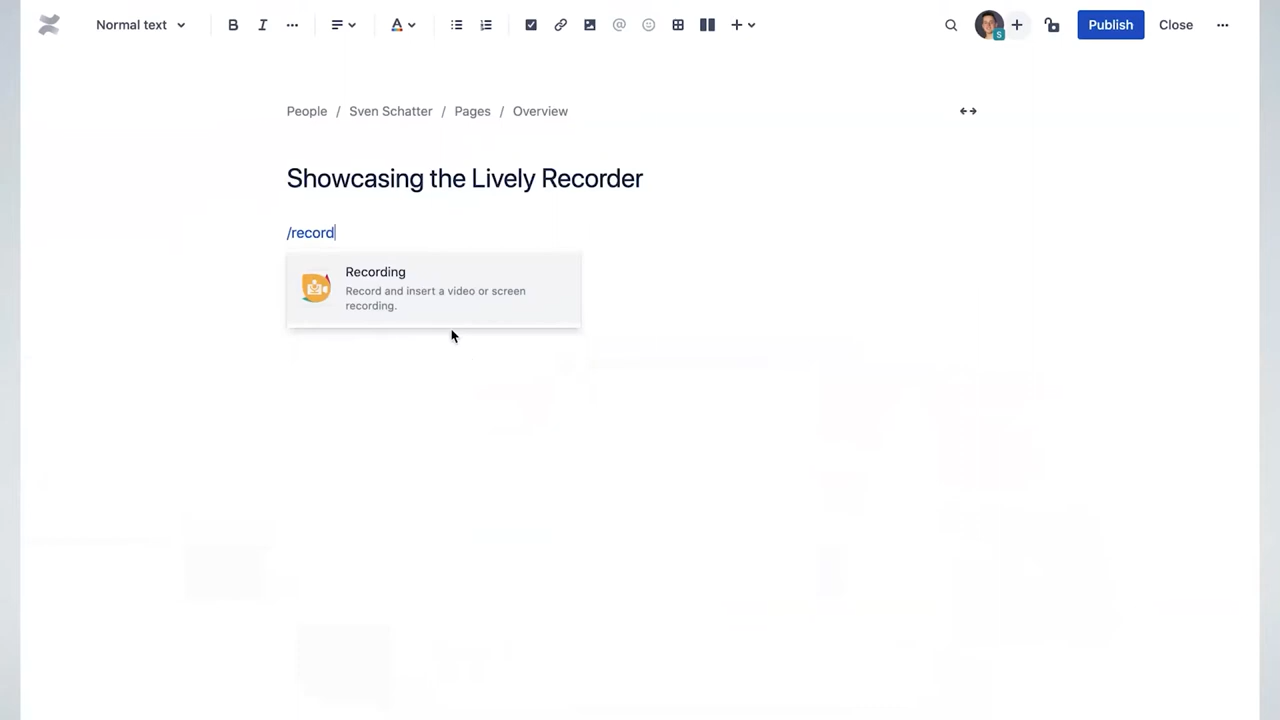 Normal text
B
I
S
Publish
Close
People / Sven Schatter / Pages / Overview
Showcasing the Lively Recorder
/record
Recording
Record and insert a video or screen
recording.